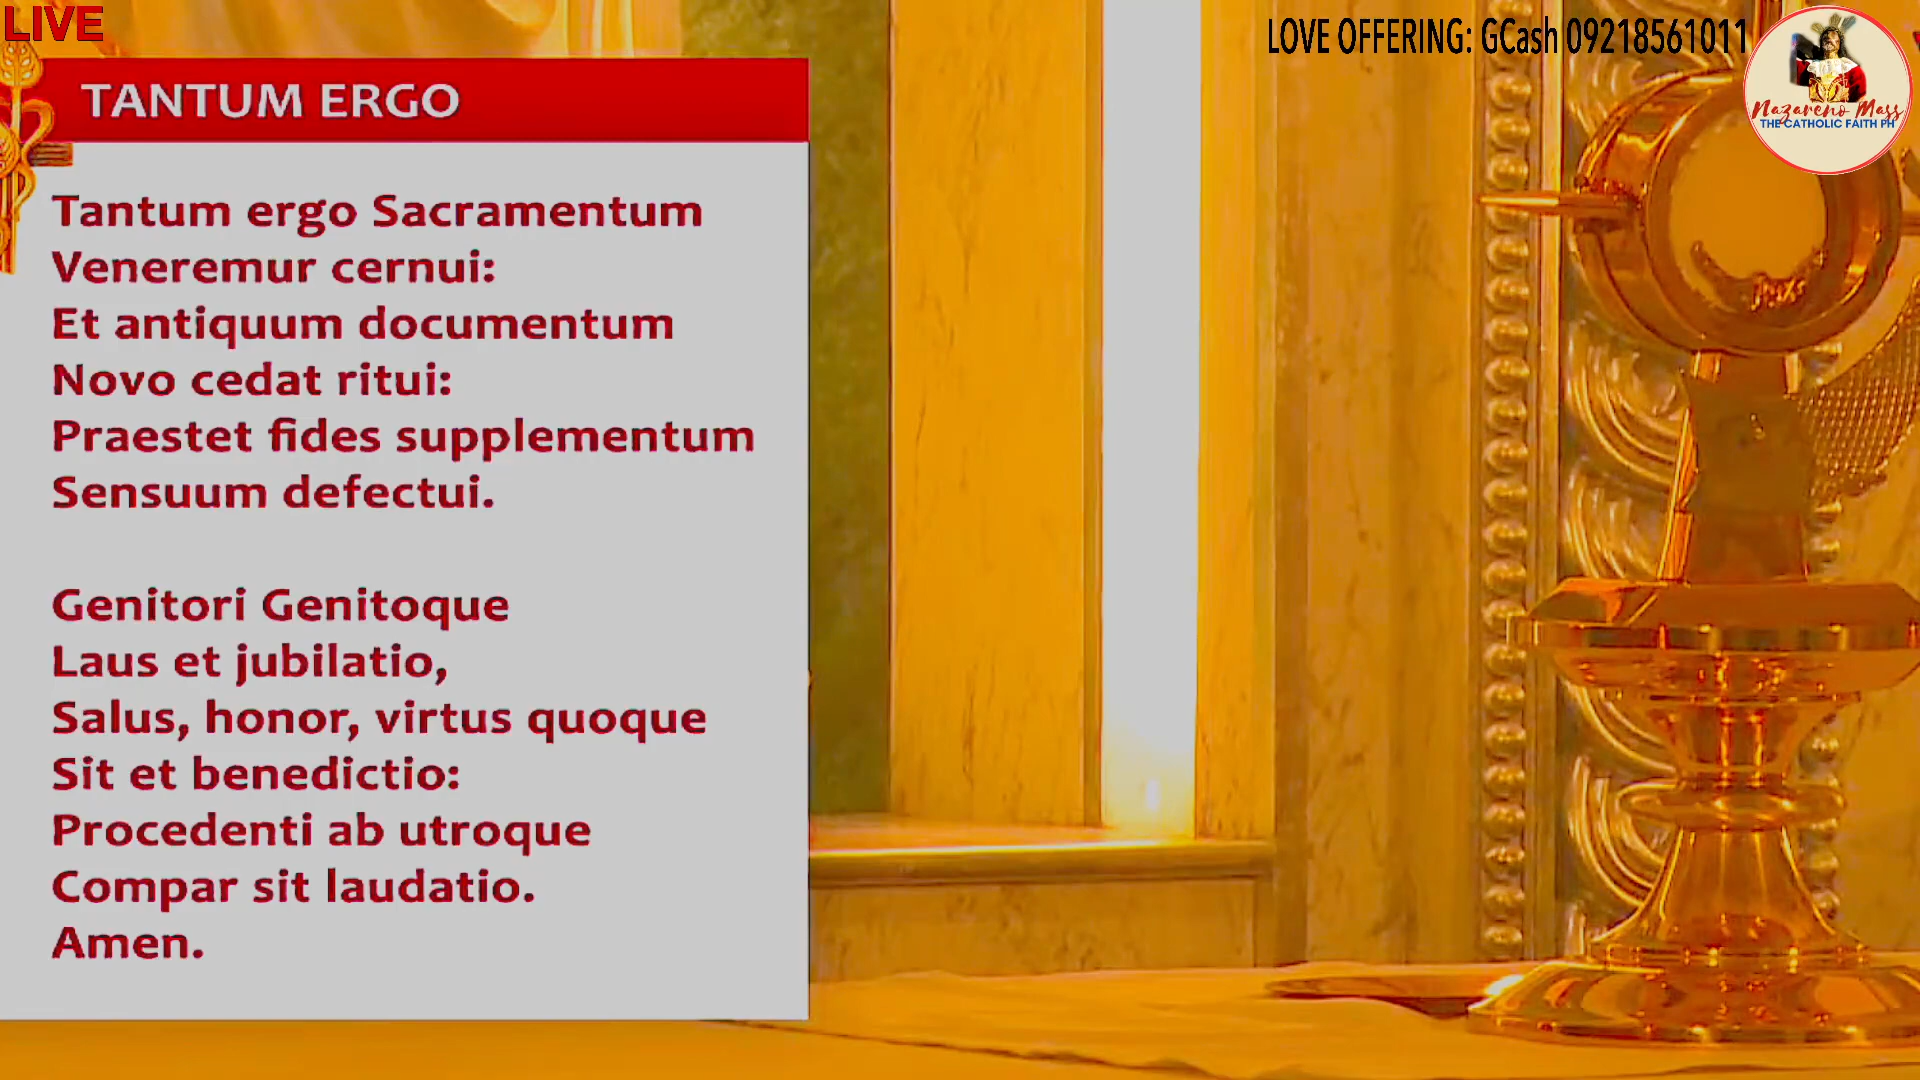 LIVE
LOVE OFFERING: GCash 09218561011
Nazareno Mass
THE CATHOLIC FAITH PH
TANTUM ERGO
Tantum ergo Sacramentum
Veneremur cernui:
Et antiquum documentum
Novo cedat ritui:
Praestet fides supplementum
Sensuum defectui.
Genitori Genitoque
Laus et jubilatio,
Salus, honor, virtus quoque
Sit et benedictio:
Procedenti ab utroque
Compar sit laudatio.
Amen.